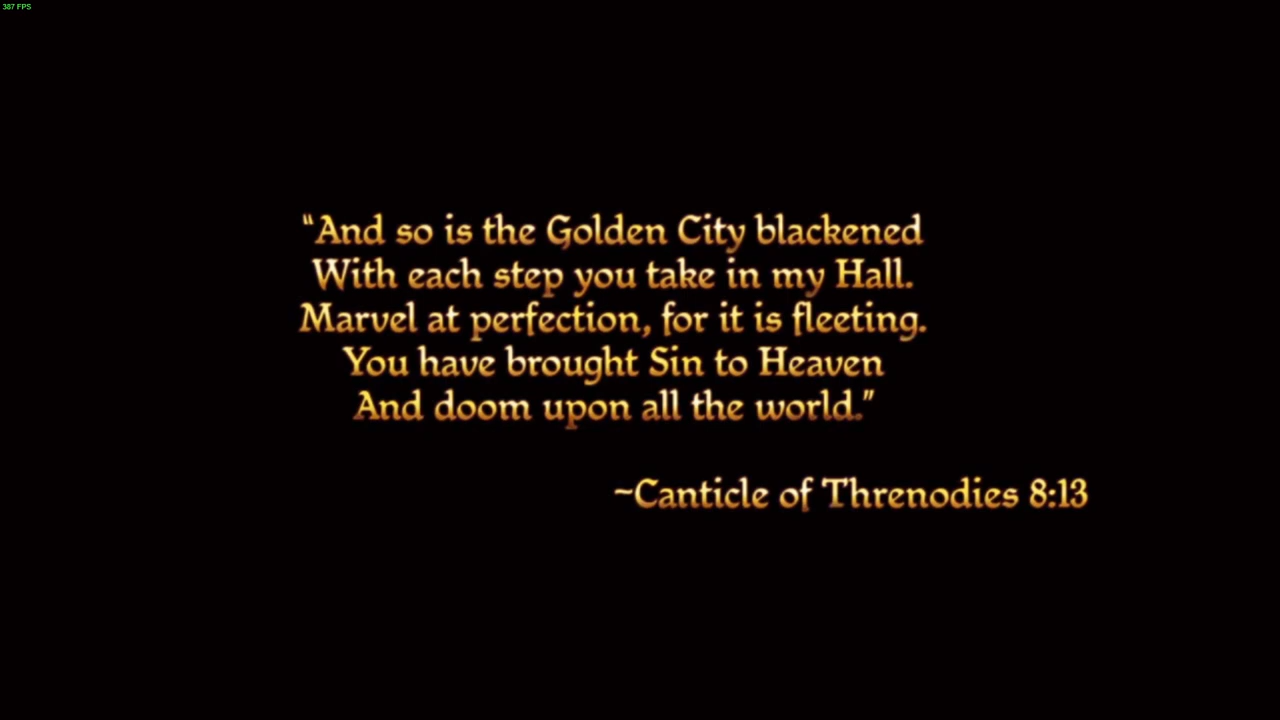 387 FPS
"And so is the Golden City blackened
With each step you take in my Hall.
Marvel at perfection, for it is fleeting.
You have brought Sin to Heaven
And doom upon all the world."
~Canticle of Threnodies 8:13